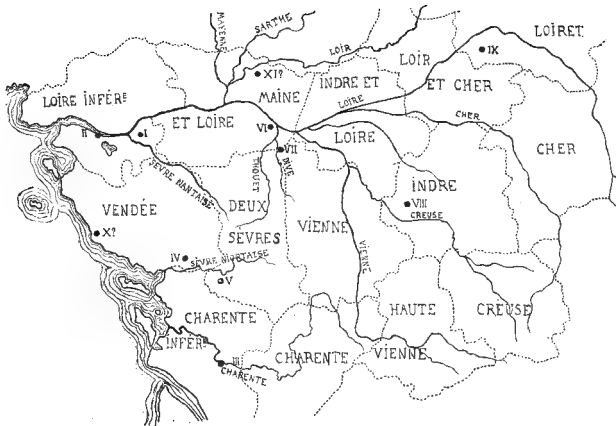 MAYENNE
SARTHE
LOIR
XI?
LOIRE INFÉR^E
ET LOIRE
MAINE
INDRE ET
LOIRE
LOIR
ET CHER
IX
LOIRET
LOIRE
CHER
CHER
II
I
VI
VII
SÈVRE NANTAISE
THOUET
DIVE
INDRE
VIII
CREUSE
VENDÉE
X?
DEUX
SÈVRES
VIENNE
VIENNE
IV
SÈVRE NIORTAISE
V
CHARENTE
INFÉR^E
III
CHARENTE
CHARENTE
HAUTE
VIENNE
CREUSE